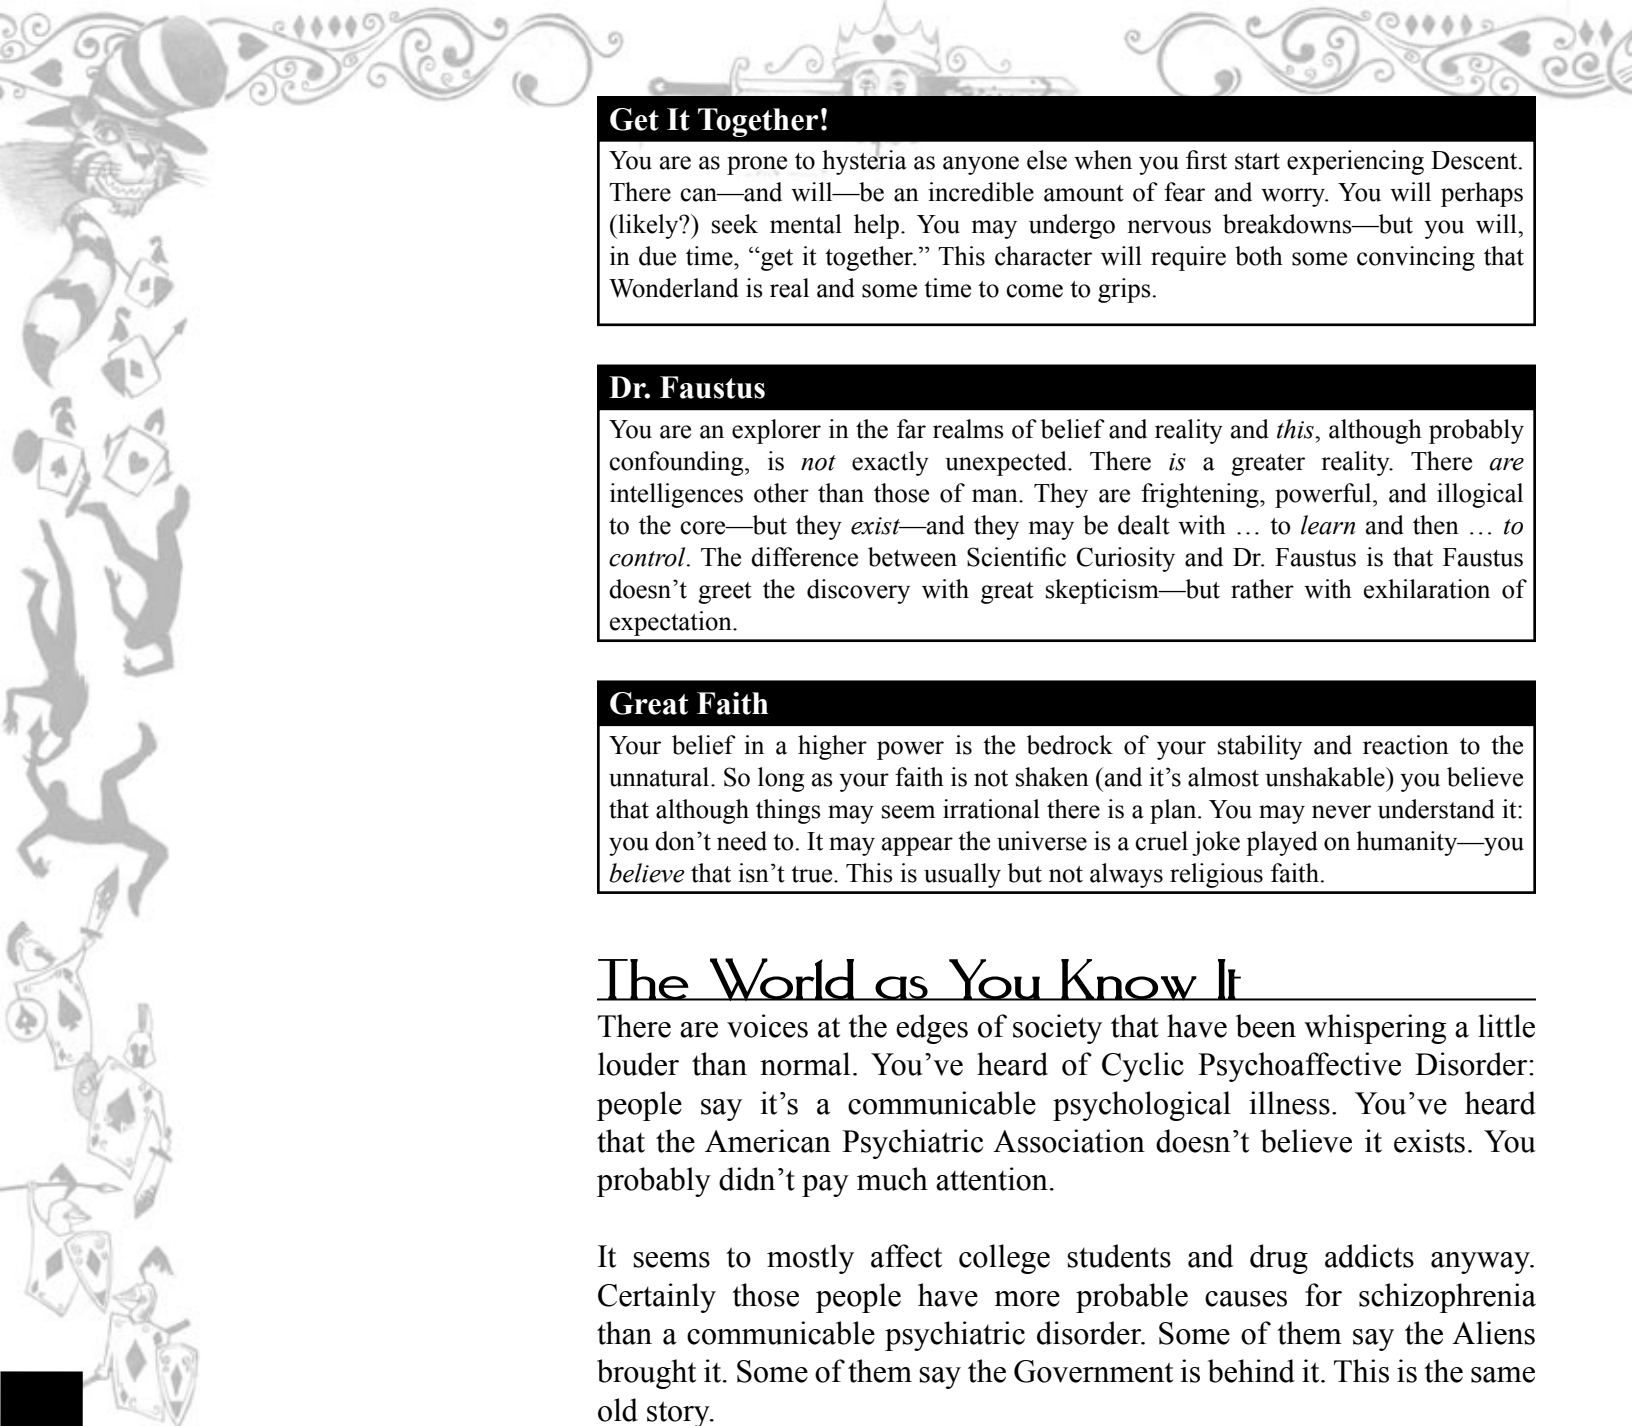 Get It Together!
You are as prone to hysteria as anyone else when you first start experiencing Descent.
There can—and will—be an incredible amount of fear and worry. You will perhaps
(likely?) seek mental help. You may undergo nervous breakdowns—but you will,
in due time, “get it together.” This character will require both some convincing that
Wonderland is real and some time to come to grips.
Dr. Faustus
You are an explorer in the far realms of belief and reality and this, although probably
confounding, is not exactly unexpected. There is a greater reality. There are
intelligences other than those of man. They are frightening, powerful, and illogical
to the core—but they exist—and they may be dealt with … to learn and then … to
control. The difference between Scientific Curiosity and Dr. Faustus is that Faustus
doesn’t greet the discovery with great skepticism—but rather with exhilaration of
expectation.
Great Faith
Your belief in a higher power is the bedrock of your stability and reaction to the
unnatural. So long as your faith is not shaken (and it’s almost unshakable) you believe
that although things may seem irrational there is a plan. You may never understand it:
you don’t need to. It may appear the universe is a cruel joke played on humanity—you
believe that isn’t true. This is usually but not always religious faith.
The World as You Know It
There are voices at the edges of society that have been whispering a little
louder than normal. You’ve heard of Cyclic Psychoaffective Disorder:
people say it’s a communicable psychological illness. You’ve heard
that the American Psychiatric Association doesn’t believe it exists. You
probably didn’t pay much attention.
It seems to mostly affect college students and drug addicts anyway.
Certainly those people have more probable causes for schizophrenia
than a communicable psychiatric disorder. Some of them say the Aliens
brought it. Some of them say the Government is behind it. This is the same
old story.